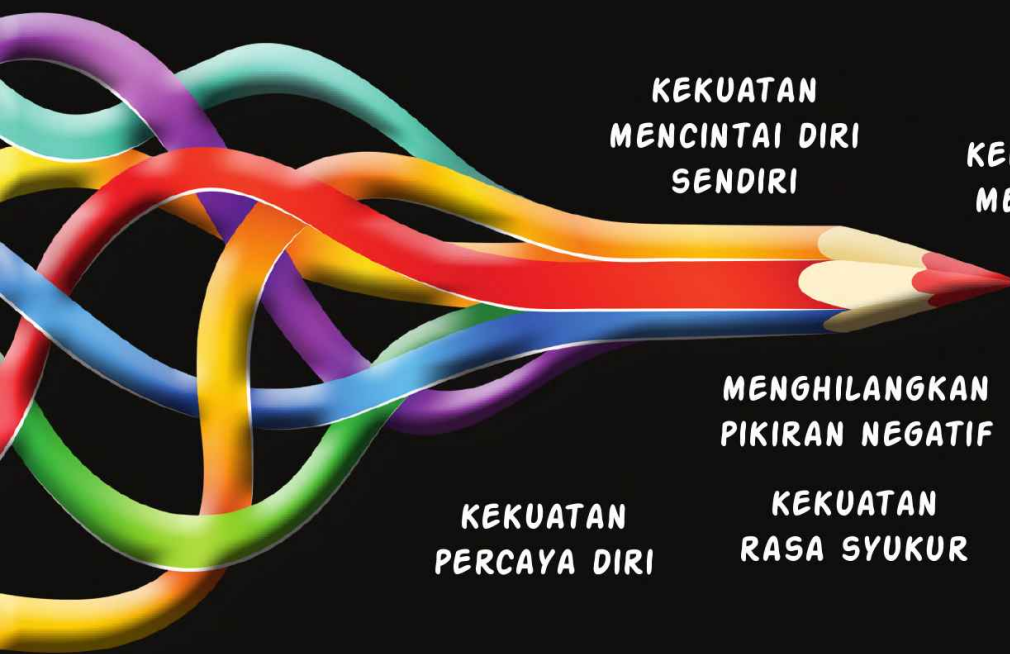 KEKUATAN
MENCINTAI DIRI
SENDIRI
MENGHILANGKAN
PIKIRAN NEGATIF
KEKUATAN
PERCAYA DIRI
KEKUATAN
RASA SYUKUR